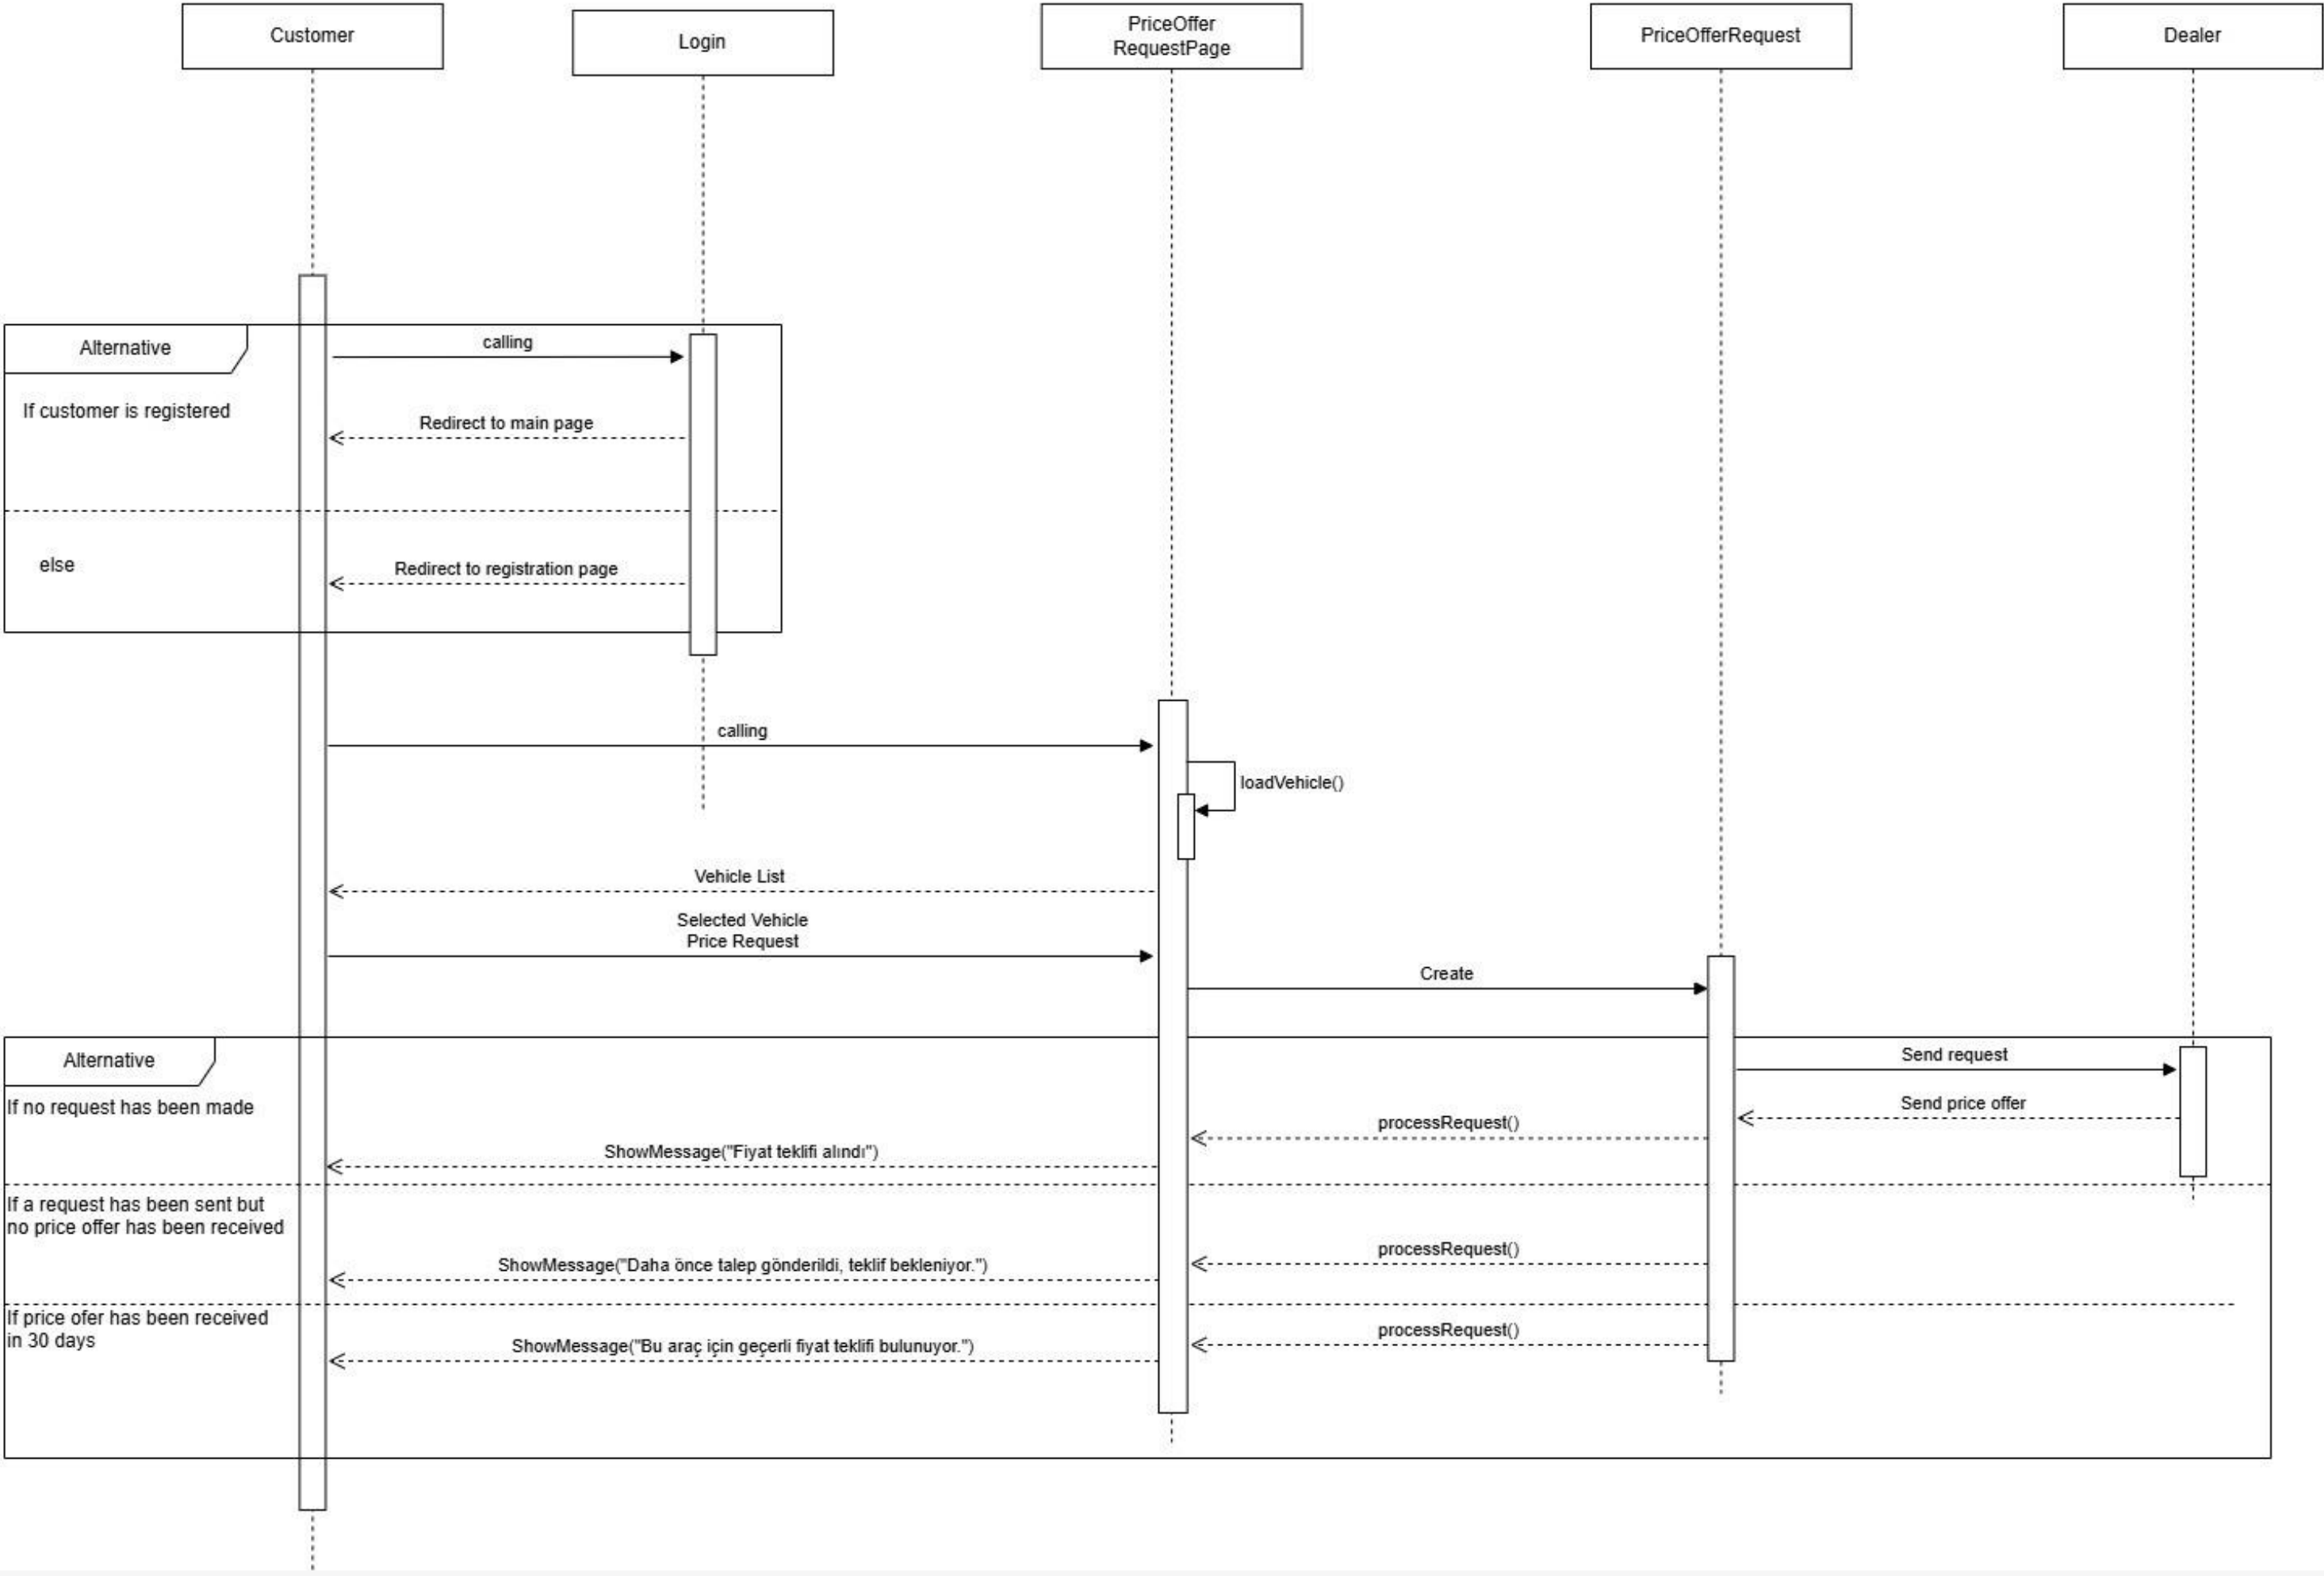 Customer
Login
PriceOffer
RequestPage
PriceOfferRequest
Dealer
Alternative
calling
If customer is registered
Redirect to main page
else
Redirect to registration page
calling
loadVehicle()
Vehicle List
Selected Vehicle
Price Request
Create
Alternative
Send request
If no request has been made
Send price offer
processRequest()
ShowMessage("Fiyat teklifi alındı")
If a request has been sent but
no price offer has been received
processRequest()
ShowMessage("Daha önce talep gönderildi, teklif bekleniyor.")
If price ofer has been received
in 30 days
processRequest()
ShowMessage("Bu araç için geçerli fiyat teklifi bulunuyor.")